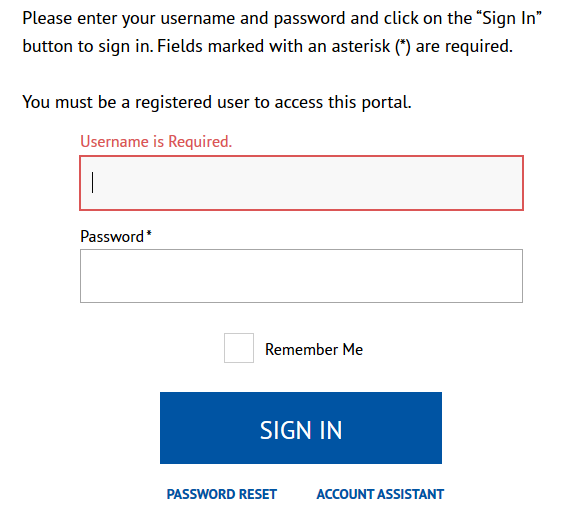 Please enter your username and password and click on the “Sign In”
button to sign in. Fields marked with an asterisk (*) are required.
You must be a registered user to access this portal.
Username is Required.
Password*
Remember Me
SIGN IN
PASSWORD RESET ACCOUNT ASSISTANT